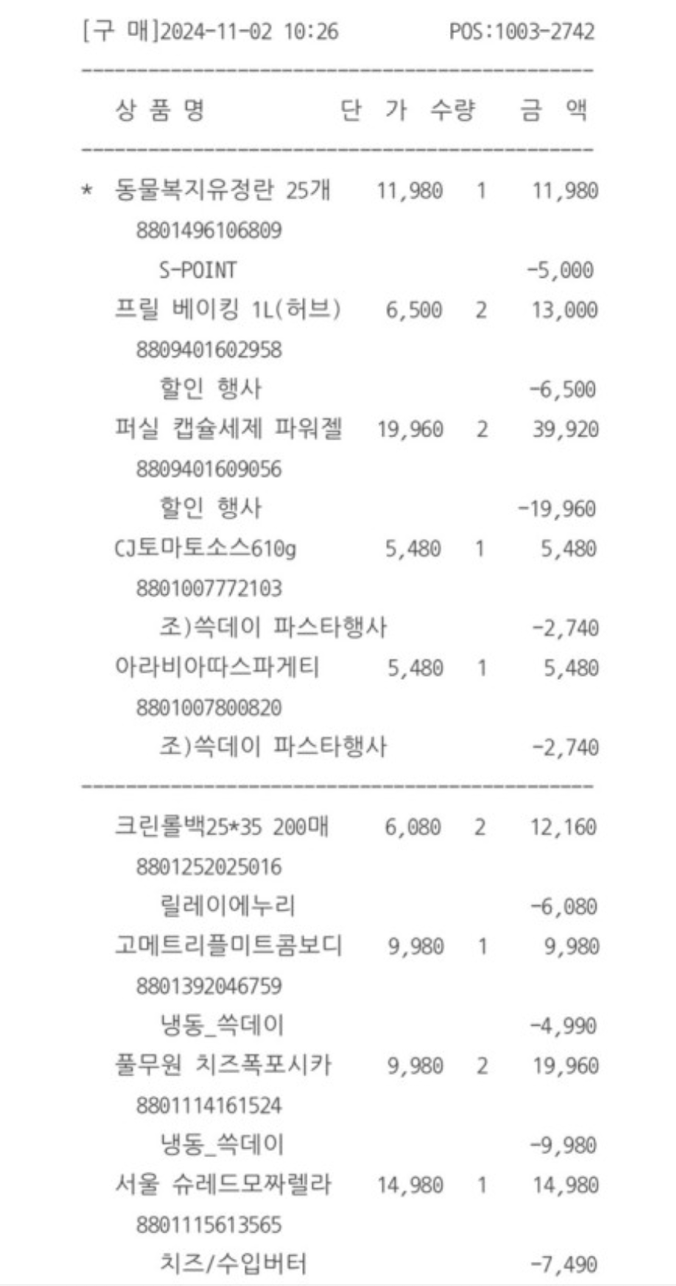 [구 매]2024-11-02 10:26 POS:1003-2742
----------------------------------------------
상 품 명 단 가 수량 금 액
----------------------------------------------
* 동물복지유정란 25개 11,980 1 11,980
8801496106809
S-POINT -5,000
프릴 베이킹 1L(허브) 6,500 2 13,000
8809401602958
할인 행사 -6,500
퍼실 캡슐세제 파워젤 19,960 2 39,920
8809401609056
할인 행사 -19,960
CJ토마토소스610g 5,480 1 5,480
8801007772103
조)쓱데이 파스타행사 -2,740
아라비아따스파게티 5,480 1 5,480
8801007800820
조)쓱데이 파스타행사 -2,740
----------------------------------------------
크린롤백25*35 200매 6,080 2 12,160
8801252025016
릴레이에누리 -6,080
고메트리플미트콤보디 9,980 1 9,980
8801392046759
냉동_쓱데이 -4,990
풀무원 치즈폭포시카 9,980 2 19,960
8801114161524
냉동_쓱데이 -9,980
서울 슈레드모짜렐라 14,980 1 14,980
8801115613565
치즈/수입버터 -7,490